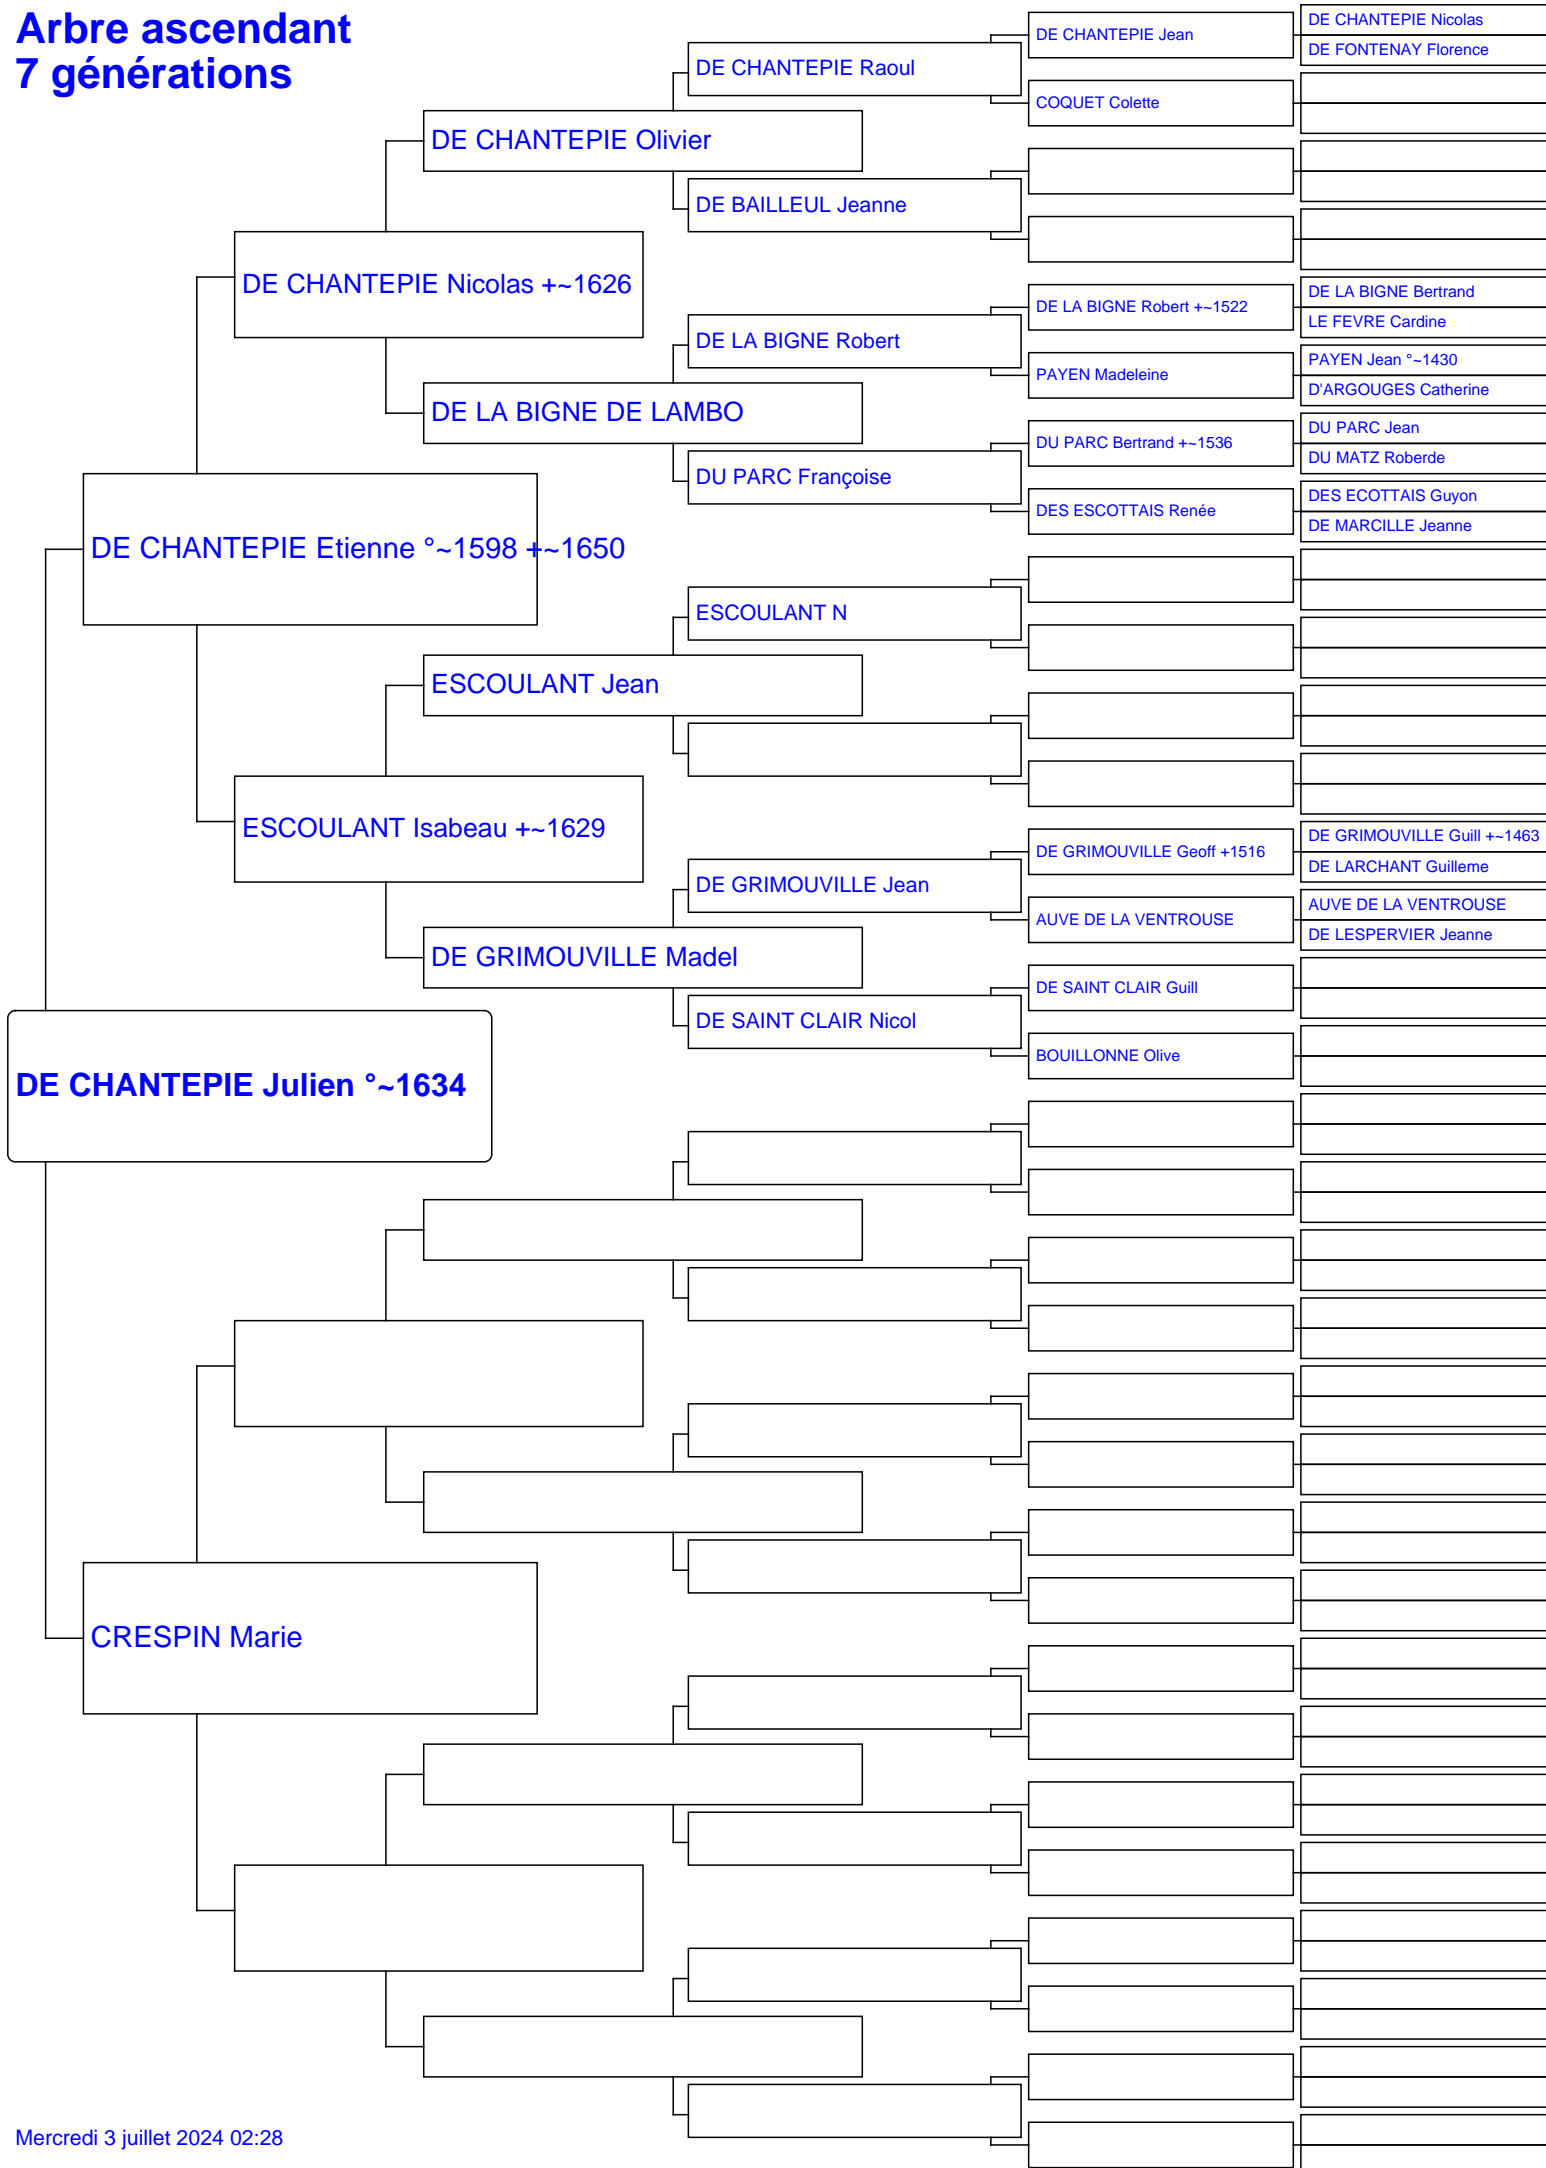 Arbre ascendant
7 générations
DE CHANTEPIE Julien °~1634
DE CHANTEPIE Etienne °~1598 +~1650
CRESPIN Marie
DE CHANTEPIE Nicolas +~1626
ESCOULANT Isabeau +~1629
DE CHANTEPIE Olivier
DE LA BIGNE DE LAMBO
ESCOULANT Jean
DE GRIMOUVILLE Madel
DE CHANTEPIE Raoul
DE BAILLEUL Jeanne
DE LA BIGNE Robert
DU PARC Françoise
ESCOULANT N
DE GRIMOUVILLE Jean
DE SAINT CLAIR Nicol
DE CHANTEPIE Jean
COQUET Colette
DE LA BIGNE Robert +~1522
PAYEN Madeleine
DU PARC Bertrand +~1536
DES ESCOTTAIS Renée
DE GRIMOUVILLE Geoff +1516
AUVE DE LA VENTROUSE
DE SAINT CLAIR Guill
BOUILLONNE Olive
DE CHANTEPIE Nicolas
DE FONTENAY Florence
DE LA BIGNE Bertrand
LE FEVRE Cardine
PAYEN Jean °~1430
D'ARGOUGES Catherine
DU PARC Jean
DU MATZ Roberde
DES ECOTTAIS Guyon
DE MARCILLE Jeanne
DE GRIMOUVILLE Guill +~1463
DE LARCHANT Guilleme
AUVE DE LA VENTROUSE
DE LESPERVIER Jeanne
Mercredi 3 juillet 2024 02:28